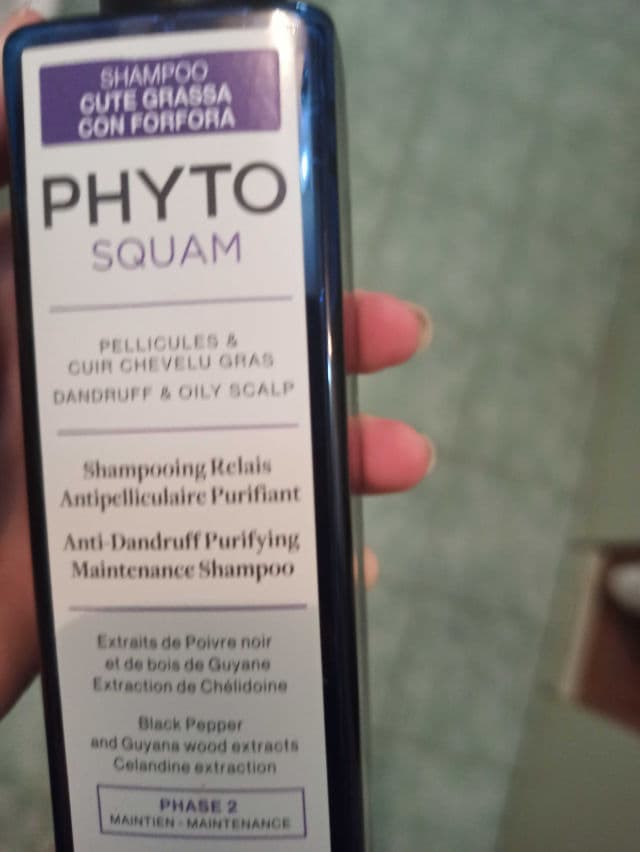 SHAMPOO
CUTE GRASSA
CON FORFORA
PHYTO
SQUAM
PELLICULES &
CUIR CHEVELU GRAS
DANDRUFF & OILY SCALP
Shampooing Relais
Antipelliculaire Purifiant
Anti-Dandruff Purifying
Maintenance Shampoo
Extraits de Poivre noir
et de bois de Guyane
Extraction de Chélidoine
Black Pepper
and Guyana wood extracts
Celandine extraction
PHASE 2
MAINTIEN - MAINTENANCE